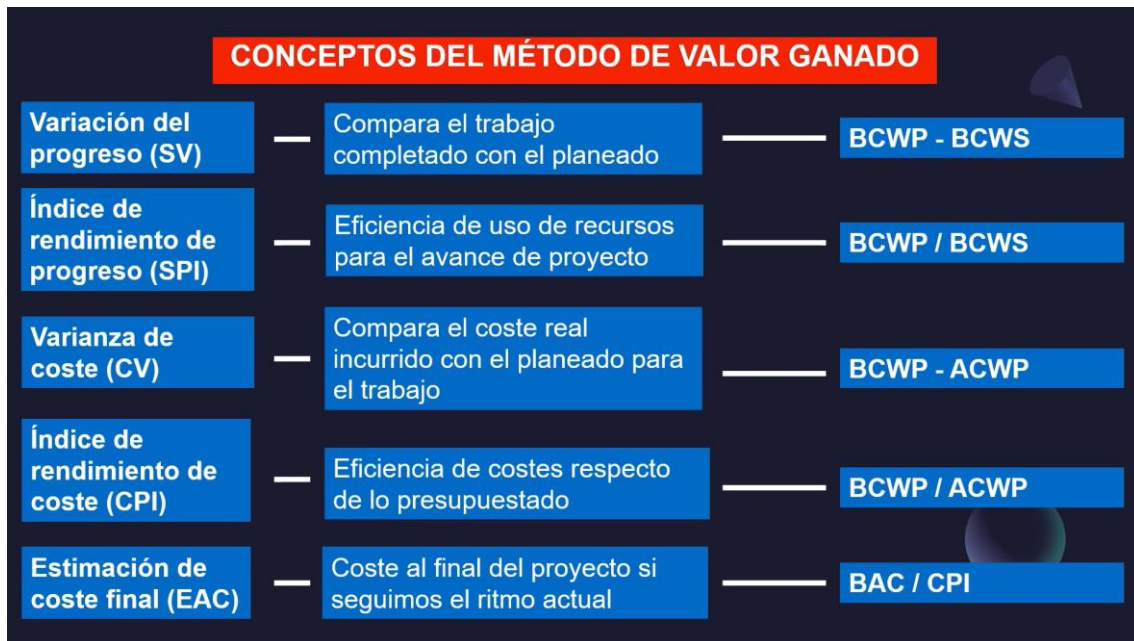 CONCEPTOS DEL MÉTODO DE VALOR GANADO
Variación del
progreso (SV)
Compara el trabajo
completado con el planeado
BCWP - BCWS
Índice de
rendimiento de
progreso (SPI)
Eficiencia de uso de recursos
para el avance de proyecto
BCWP / BCWS
Varianza de
coste (CV)
Compara el coste real
incurrido con el planeado para
el trabajo
BCWP - ACWP
Índice de
rendimiento de
coste (CPI)
Eficiencia de costes respecto
de lo presupuestado
BCWP / ACWP
Estimación de
coste final (EAC)
Coste al final del proyecto si
seguimos el ritmo actual
BAC / CPI